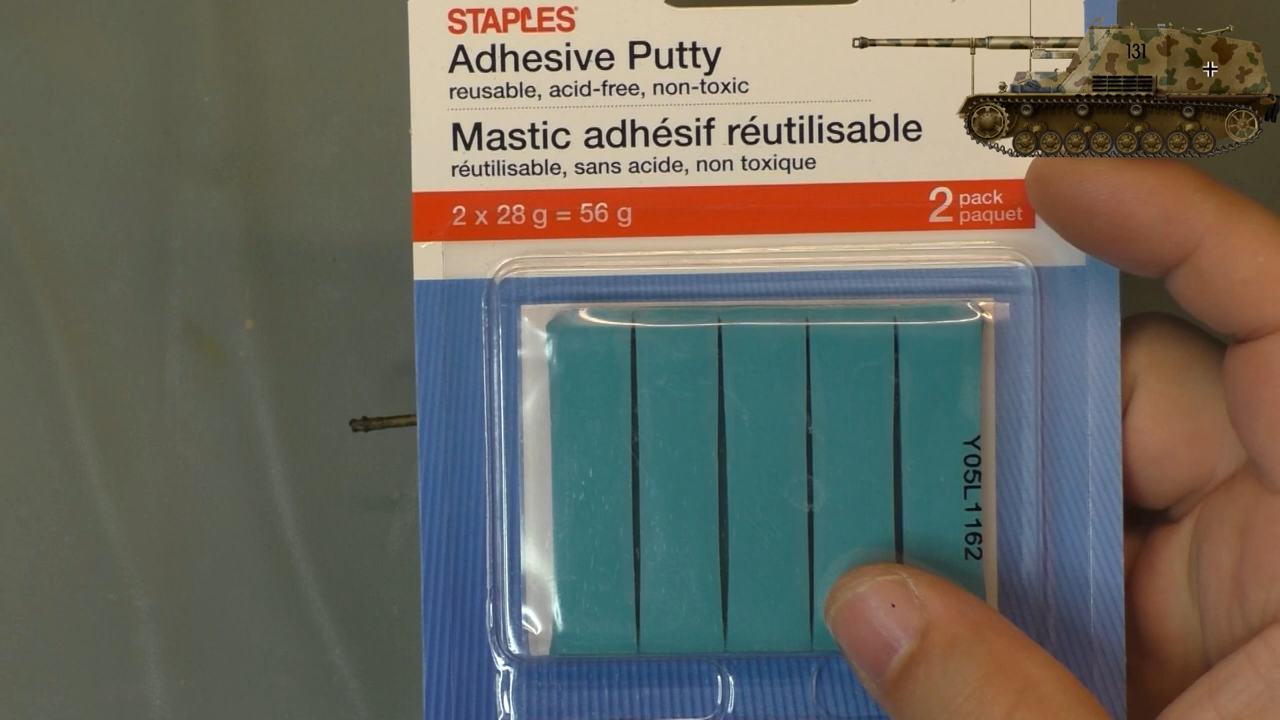 STAPLES
Adhesive Putty
reusable, acid-free, non-toxic
Mastic adhésif réutilisable
réutilisable, sans acide, non toxique
2 x 28 g = 56 g
2 pack
paquet
131
Y05L1162